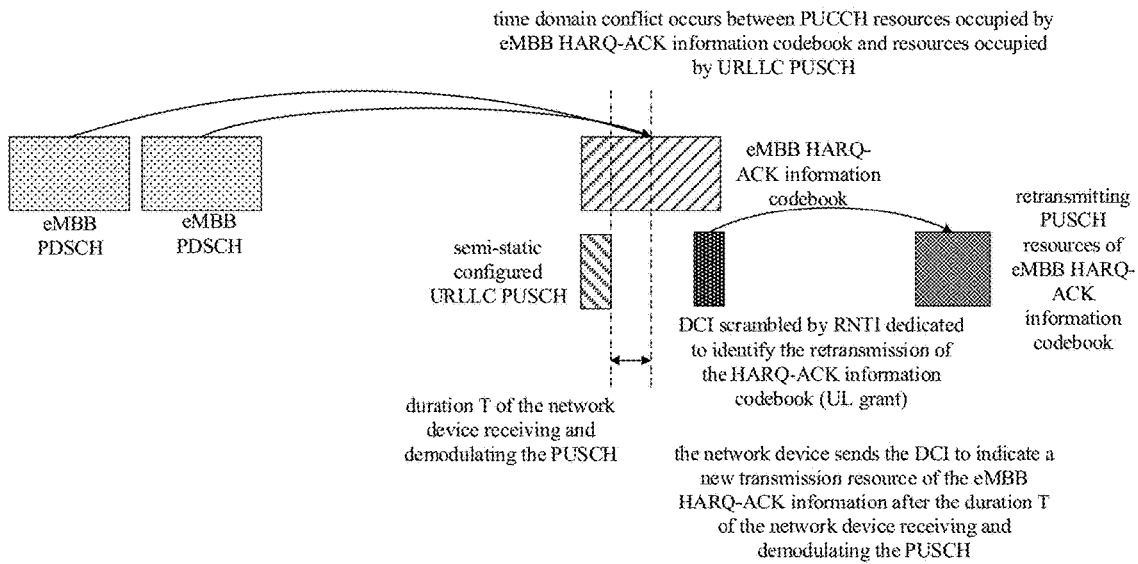 time domain conflict occurs between PUCCH resources occupied by
eMBB HARQ-ACK information codebook and resources occupied
by URLLC PUSCH
eMBB
PDSCH
eMBB
PDSCH
eMBB HARQ-
ACK information
codebook
retransmitting
PUSCH
resources of
eMBB HARQ-
ACK
information
codebook
semi-static
configured
URLLC PUSCH
DCI scrambled by RNTI dedicated
to identify the retransmission of
the HARQ-ACK information
codebook (UL grant)
duration T of the network
device receiving and
demodulating the PUSCH
the network device sends the DCI to indicate a
new transmission resource of the eMBB
HARQ-ACK information after the duration T
of the network device receiving and
demodulating the PUSCH